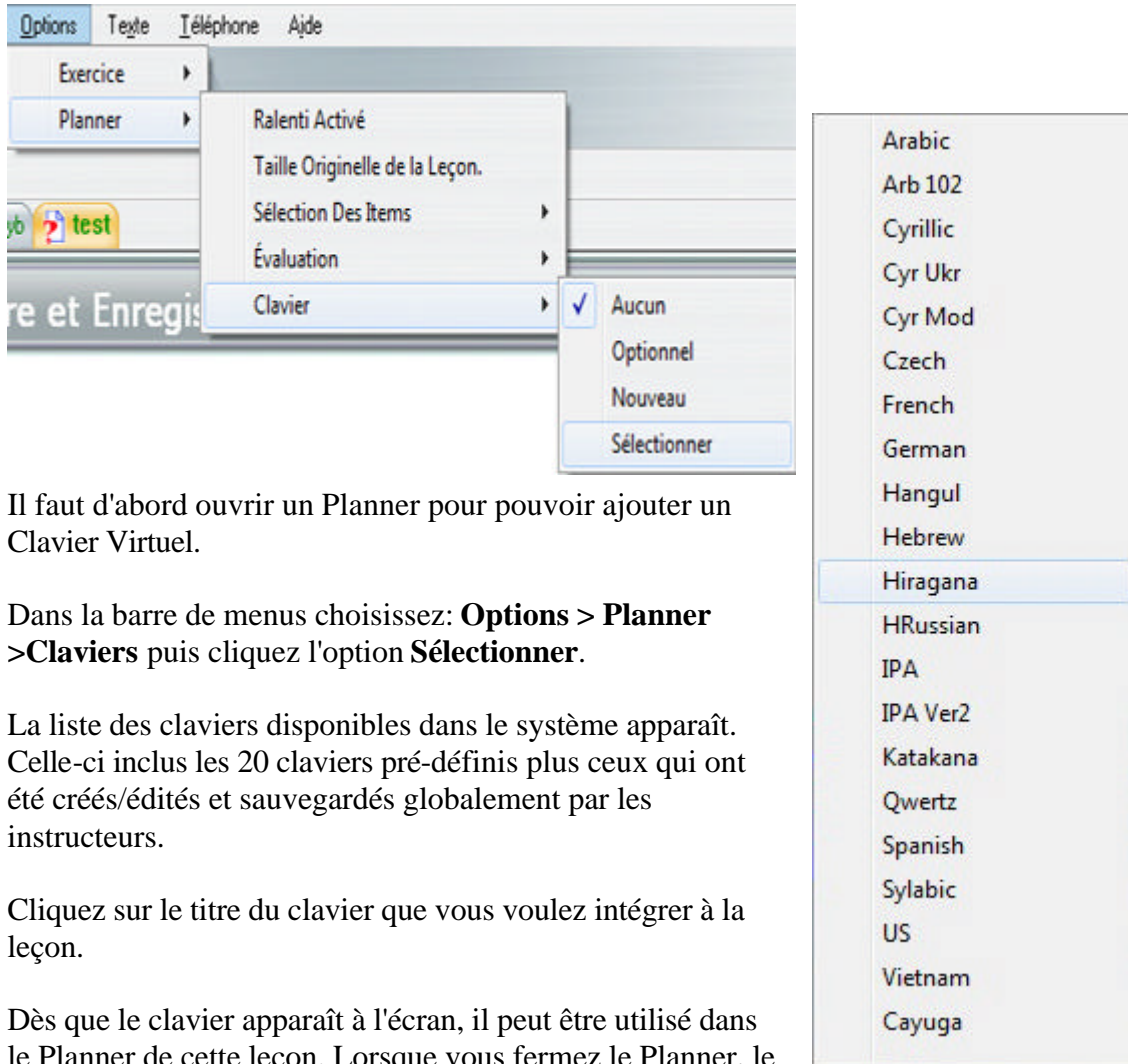 Options Texte Téléphone Ajde
Exercice
Planner
Ralenti Activé
Taille Originelle de la Leçon.
Sélection Des Items
Évaluation
Clavier
test
re et Enregis
Aucun
Optionnel
Nouveau
Sélectionner
Il faut d'abord ouvrir un Planner pour pouvoir ajouter un
Clavier Virtuel.
Dans la barre de menus choisissez: Options > Planner
>Claviers puis cliquez l'option Sélectionner.
La liste des claviers disponibles dans le système apparaît.
Celle-ci inclus les 20 claviers pré-définis plus ceux qui ont
été créés/édités et sauvegardés globalement par les
instructeurs.
Cliquez sur le titre du clavier que vous voulez intégrer à la
leçon.
Dès que le clavier apparaît à l'écran, il peut être utilisé dans
le Planner de cette leçon. Lorsque vous fermez le Planner, le
Arabic
Arb 102
Cyrillic
Cyr Ukr
Cyr Mod
Czech
French
German
Hangul
Hebrew
Hiragana
HRussian
IPA
IPA Ver2
Katakana
Qwertz
Spanish
Sylabic
US
Vietnam
Cayuga